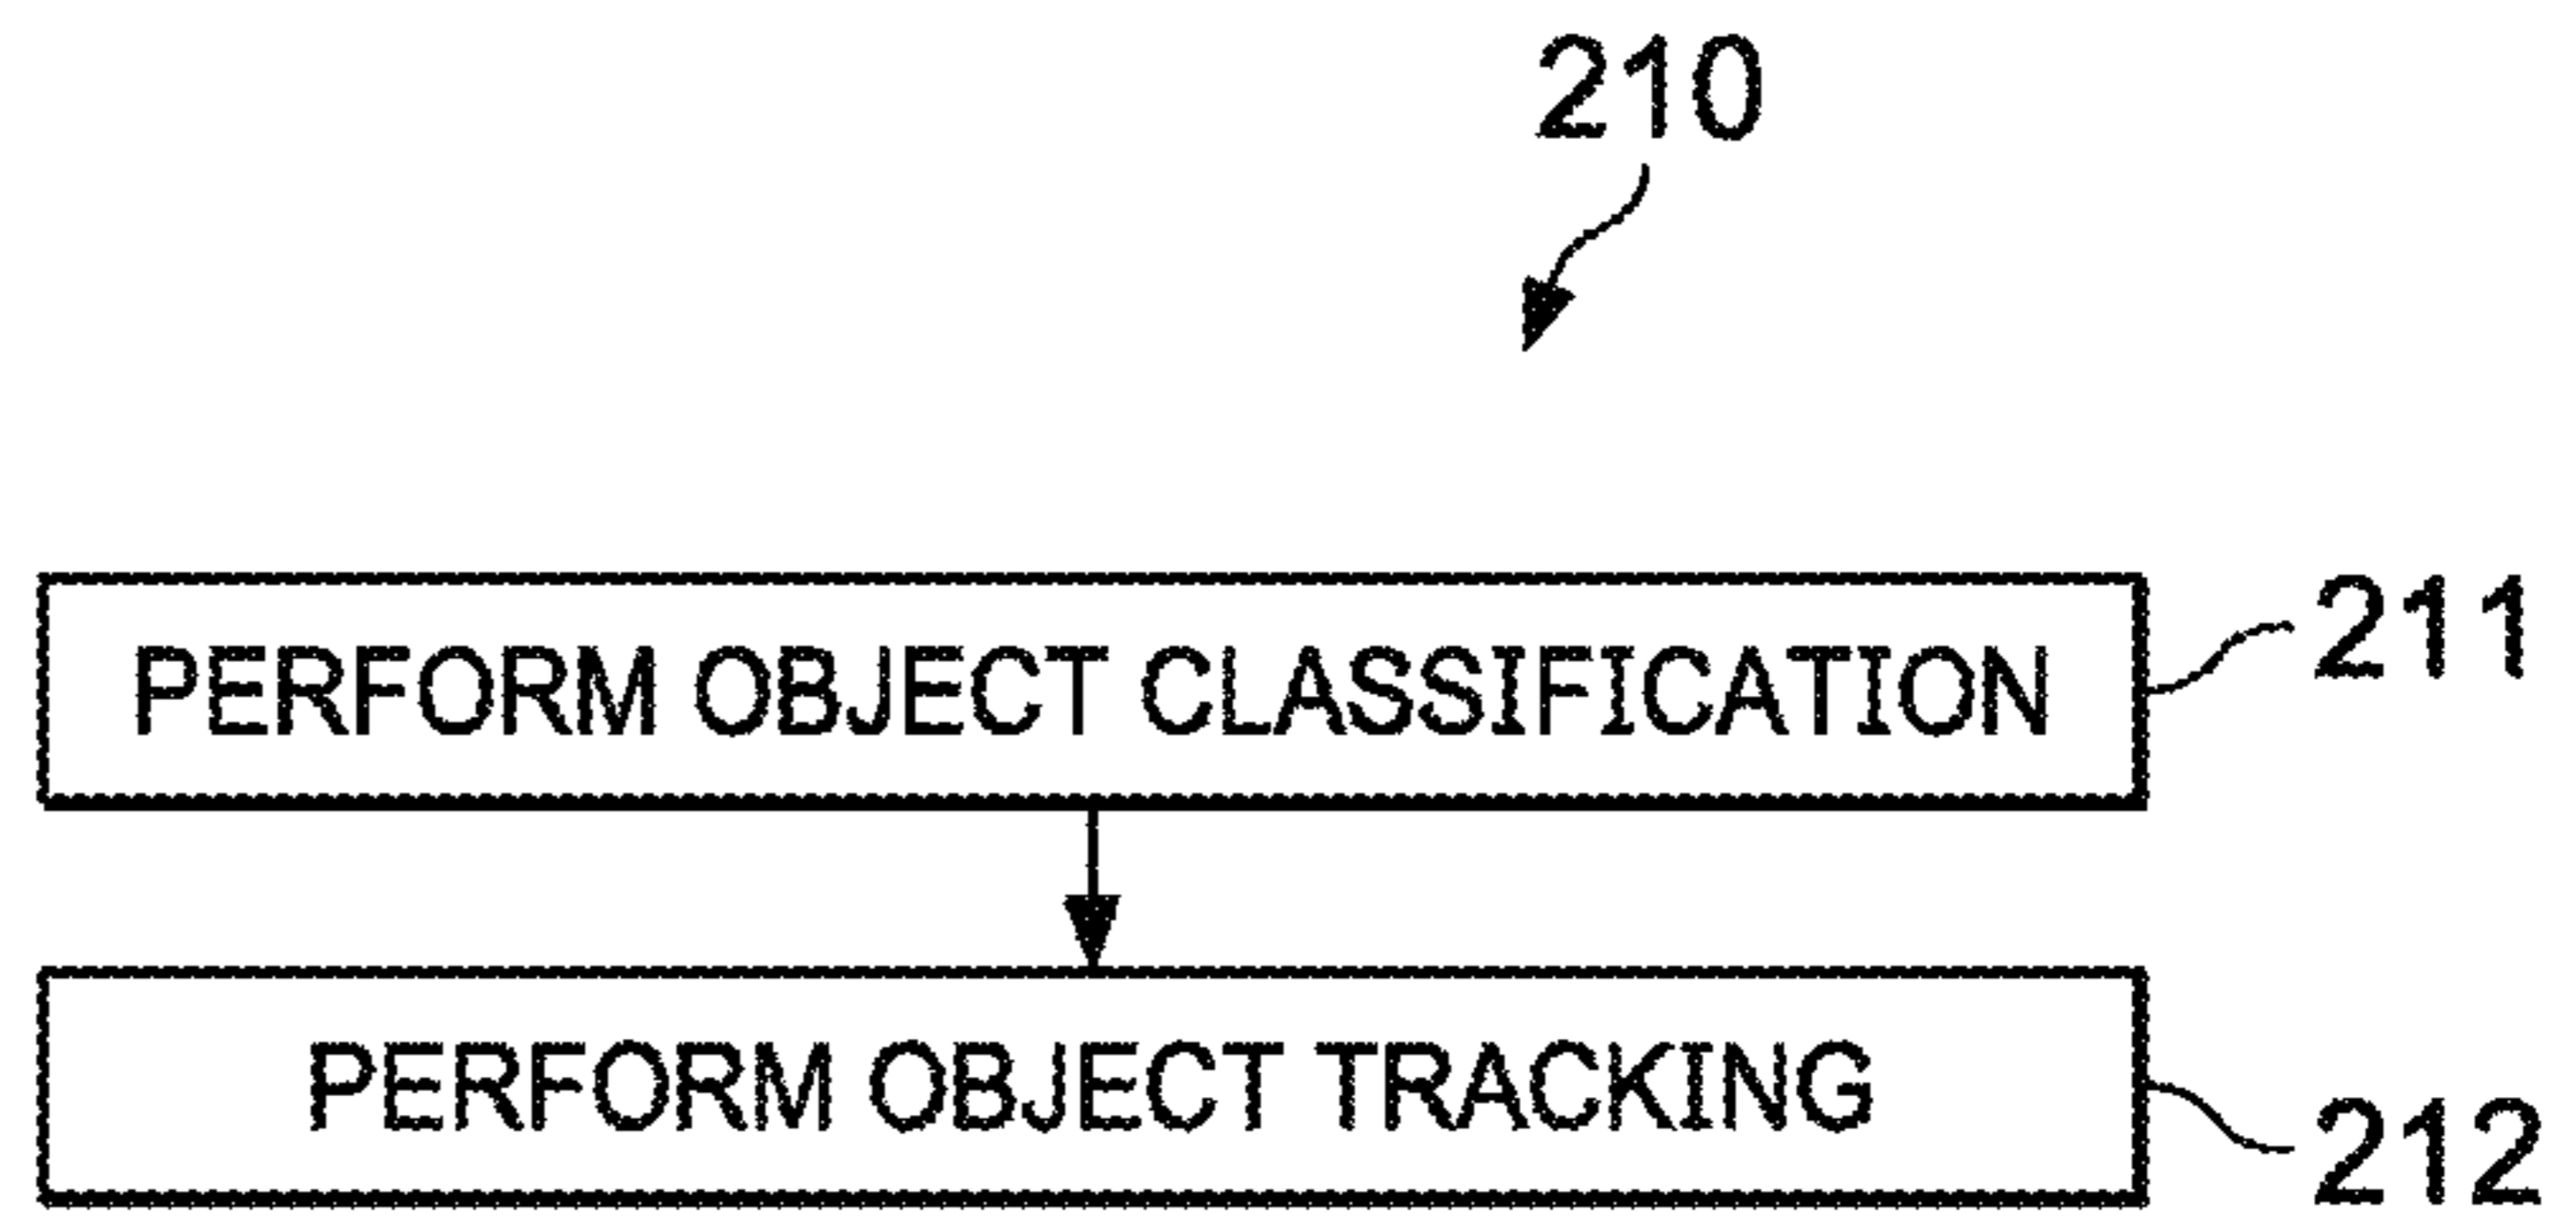 210
PERFORM OBJECT CLASSIFICATION
211
PERFORM OBJECT TRACKING
212